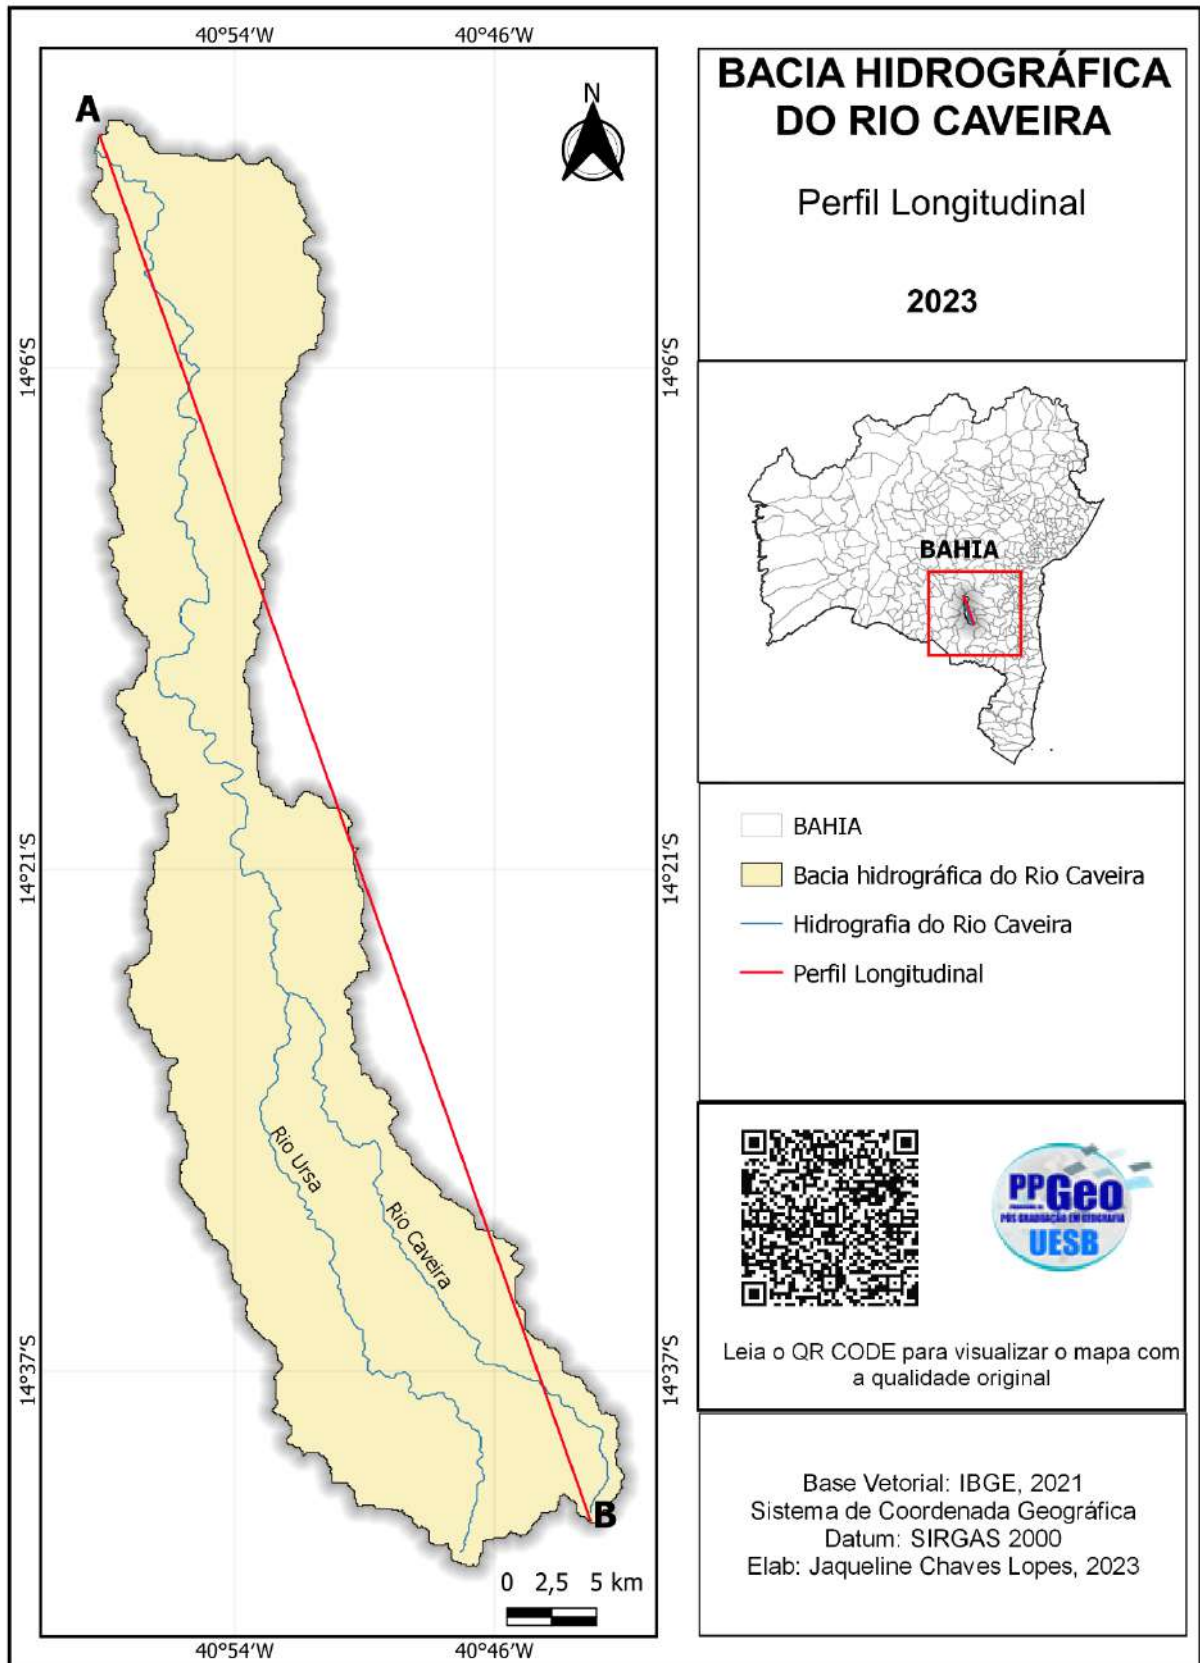 BACIA HIDROGRÁFICA
DO RIO CAVEIRA
Perfil Longitudinal
2023
40°54'W
40°46'W
A
N
14°6'S
14°6'S
14°21'S
14°21'S
14°37'S
14°37'S
Rio Ursa
Rio Caveira
B
0 2,5 5 km
40°54'W
40°46'W
BAHIA
BAHIA
Bacia hidrográfica do Rio Caveira
Hidrografia do Rio Caveira
Perfil Longitudinal
PPGeo
PÓS-GRADUAÇÃO EM GEOGRAFIA
UESB
Leia o QR CODE para visualizar o mapa com
a qualidade original
Base Vetorial: IBGE, 2021
Sistema de Coordenada Geográfica
Datum: SIRGAS 2000
Elab: Jaqueline Chaves Lopes, 2023